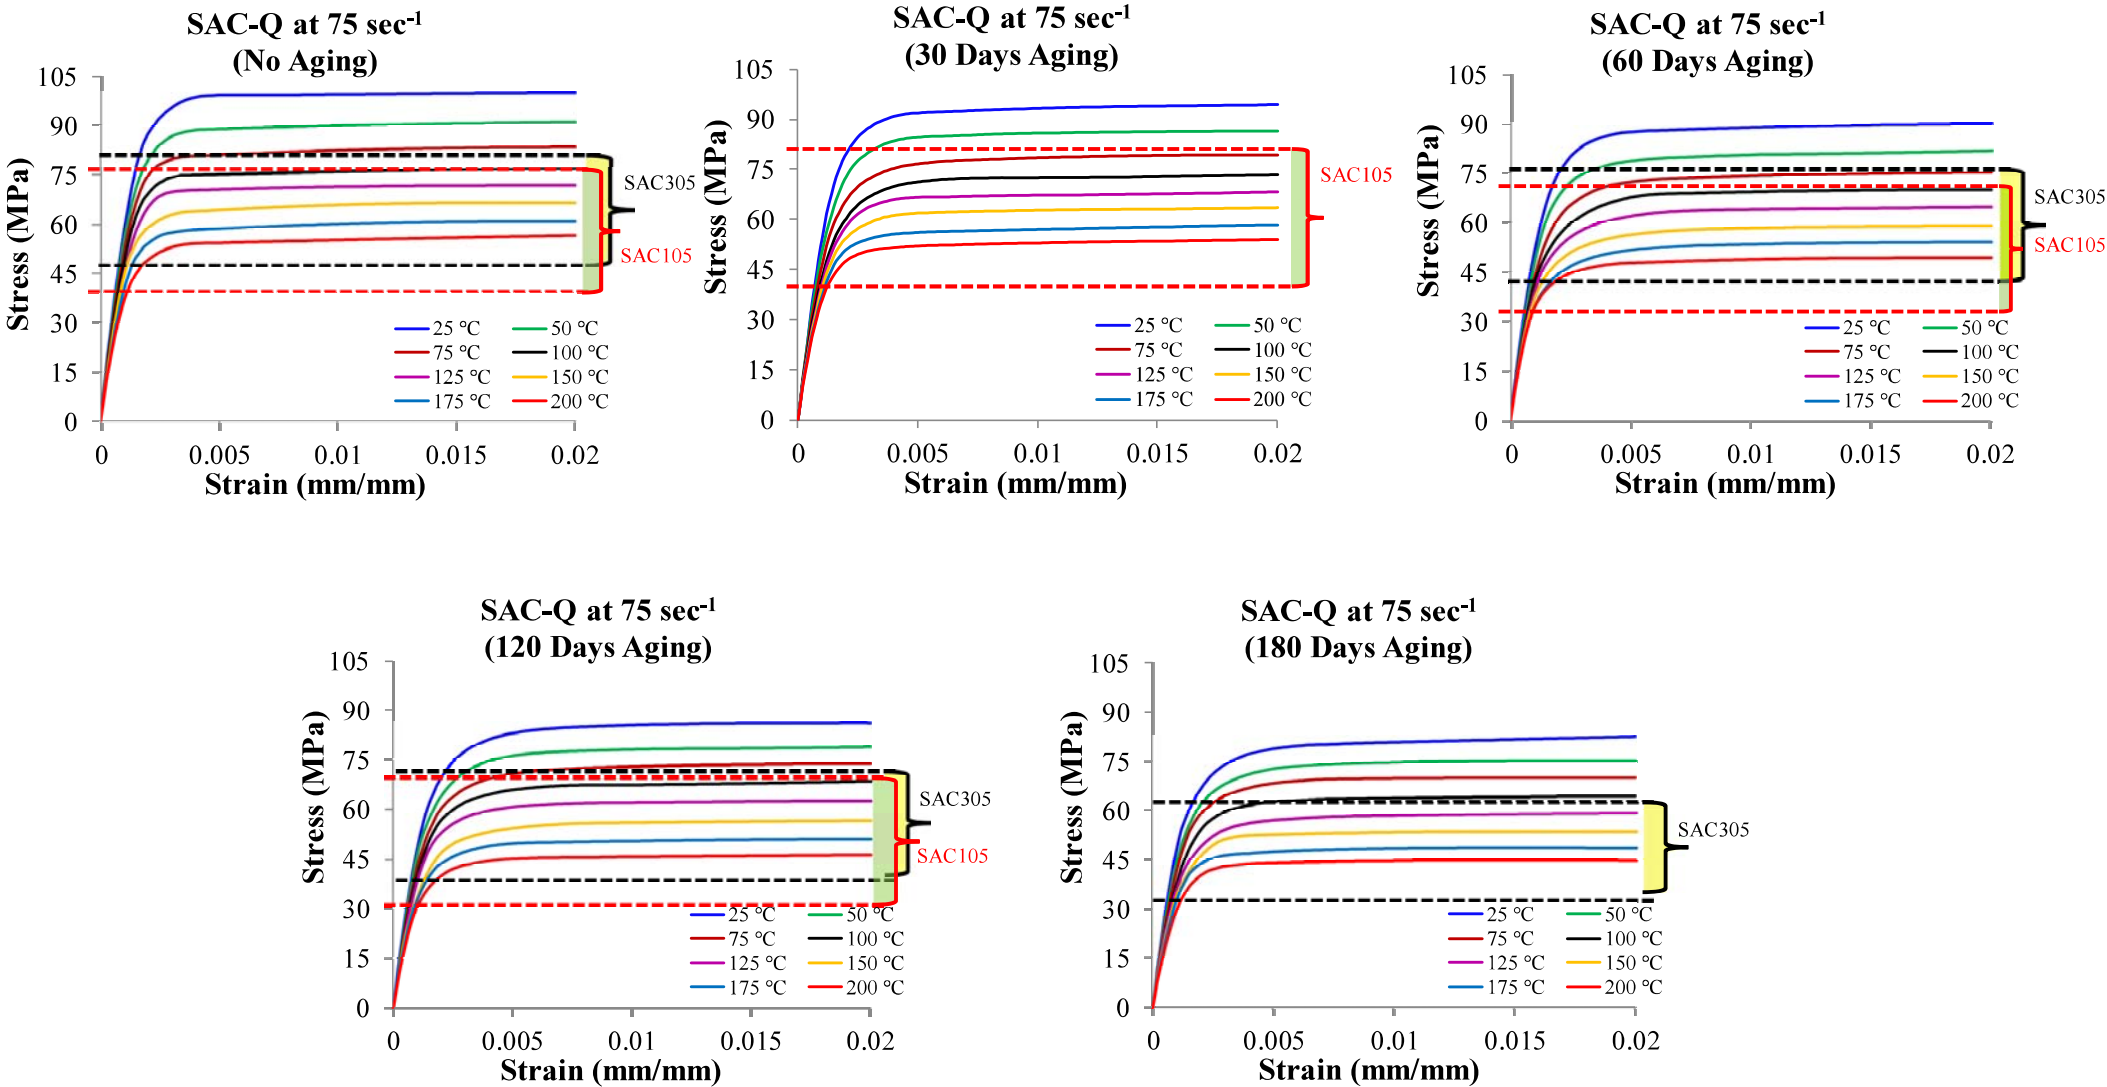 SAC-Q at 75 sec-1
(No Aging)
Stress (MPa)
105
90
75
60
45
30
15
0
SAC305
SAC105
25 °C
50 °C
75 °C
100 °C
125 °C
150 °C
175 °C
200 °C
0
0.005
0.01
0.015
0.02
Strain (mm/mm)
SAC-Q at 75 sec-1
(30 Days Aging)
Stress (MPa)
105
90
75
60
45
30
15
0
SAC105
25 °C
50 °C
75 °C
100 °C
125 °C
150 °C
175 °C
200 °C
0
0.005
0.01
0.015
0.02
Strain (mm/mm)
SAC-Q at 75 sec-1
(60 Days Aging)
Stress (MPa)
105
90
75
60
45
30
15
0
SAC305
SAC105
25 °C
50 °C
75 °C
100 °C
125 °C
150 °C
175 °C
200 °C
0
0.005
0.01
0.015
0.02
Strain (mm/mm)
SAC-Q at 75 sec-1
(120 Days Aging)
Stress (MPa)
105
90
75
60
45
30
15
0
SAC305
SAC105
25 °C
50 °C
75 °C
100 °C
125 °C
150 °C
175 °C
200 °C
0
0.005
0.01
0.015
0.02
Strain (mm/mm)
SAC-Q at 75 sec-1
(180 Days Aging)
Stress (MPa)
105
90
75
60
45
30
15
0
SAC305
25 °C
50 °C
75 °C
100 °C
125 °C
150 °C
175 °C
200 °C
0
0.005
0.01
0.015
0.02
Strain (mm/mm)